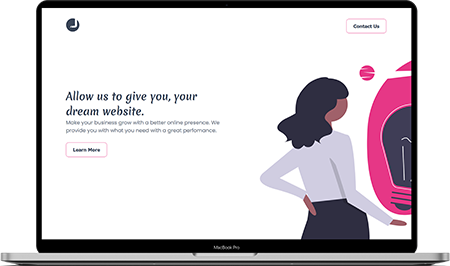 Contact Us
Allow us to give you, your
dream website.
Make your business grow with a better online presence. We
provide you with what you need with a great perfomance.
Learn More
MacBook Pro